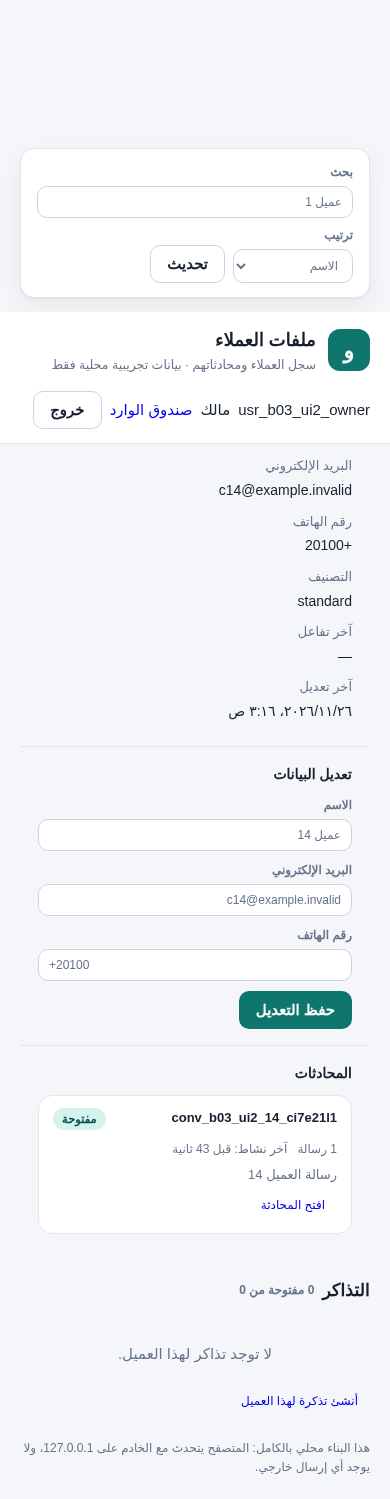 بحث
عميل 1
ترتيب
الاسم
تحديث
و
ملفات العملاء
سجل العملاء ومحادثاتهم · بيانات تجريبية محلية فقط
usr_b03_ui2_owner مالك صندوق الوارد خروج
البريد الإلكتروني
c14@example.invalid
رقم الهاتف
20100+
التصنيف
standard
آخر تفاعل
—
آخر تعديل
٢٠٢٦/١١/٢٦، ٣:١٦ ص
تعديل البيانات
الاسم
عميل 14
البريد الإلكتروني
c14@example.invalid
رقم الهاتف
+20100
حفظ التعديل
المحادثات
conv_b03_ui2_14_ci7e21l1 مفتوحة
1 رسالة آخر نشاط: قبل 43 ثانية
رسالة العميل 14
افتح المحادثة
التذاكر 0 مفتوحة من 0
لا توجد تذاكر لهذا العميل.
أنشئ تذكرة لهذا العميل
هذا البناء محلي بالكامل: المتصفح يتحدث مع الخادم على 127.0.0.1، ولا
يوجد أي إرسال خارجي.